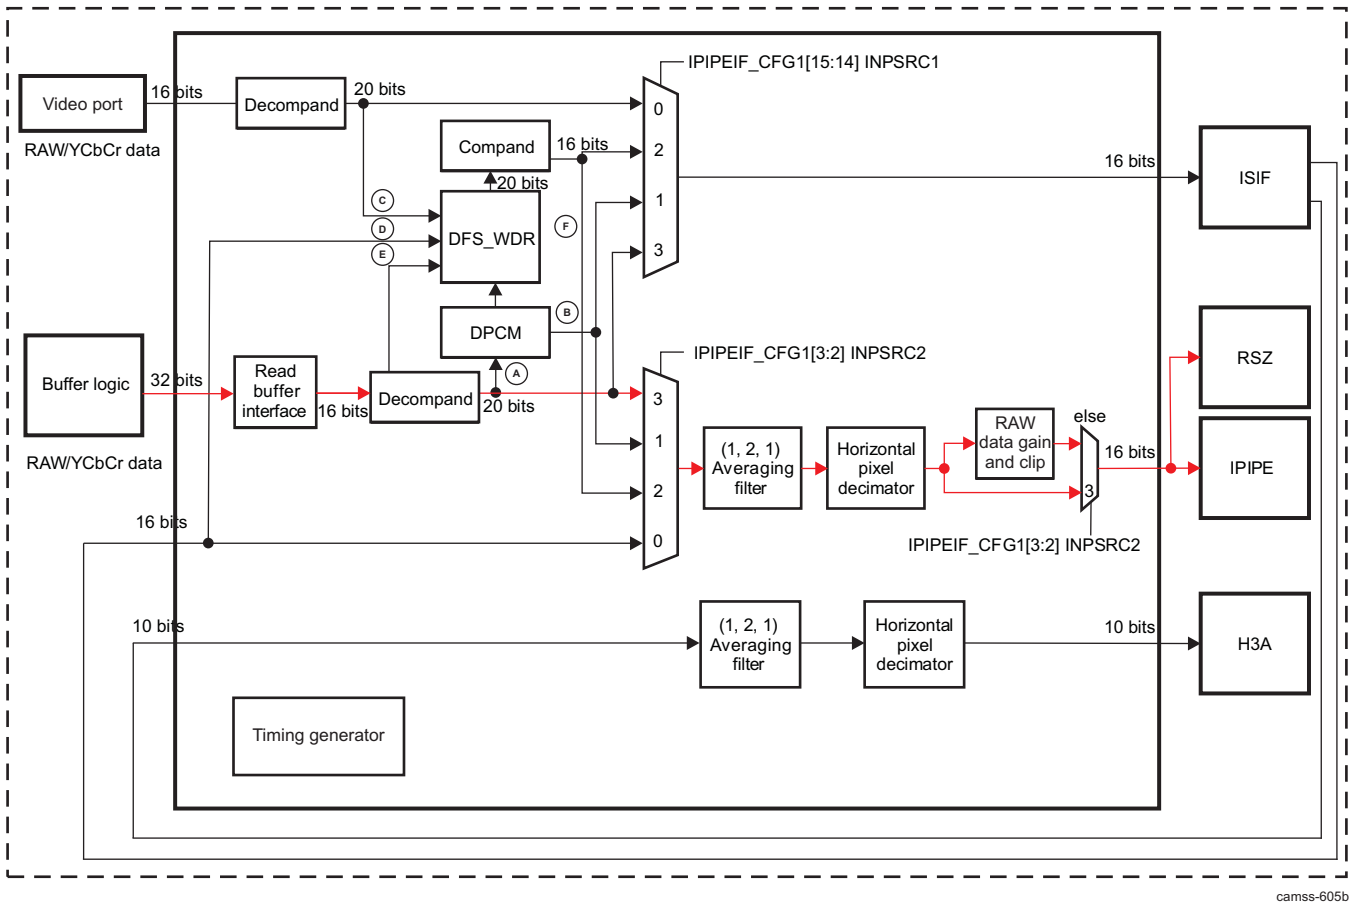 IPIPEIF_CFG1[15:14] INPSRC1
Video port
16 bits
Decompand
20 bits
0
RAW/YCbCr data
Compand
16 bits
2
16 bits
ISIF
20 bits
C
1
D
DFS_WDR
F
E
3
B
DPCM
IPIPEIF_CFG1[3:2] INPSRC2
RSZ
Buffer logic
32 bits
Read
buffer
interface
16 bits
Decompand
A
20 bits
3
RAW/YCbCr data
1
(1, 2, 1)
Averaging
filter
Horizontal
pixel
decimator
RAW
data gain
and clip
else
3
16 bits
IPIPE
2
16 bits
0
IPIPEIF_CFG1[3:2] INPSRC2
10 bits
(1, 2, 1)
Averaging
filter
Horizontal
pixel
decimator
10 bits
H3A
Timing generator
camss-605b